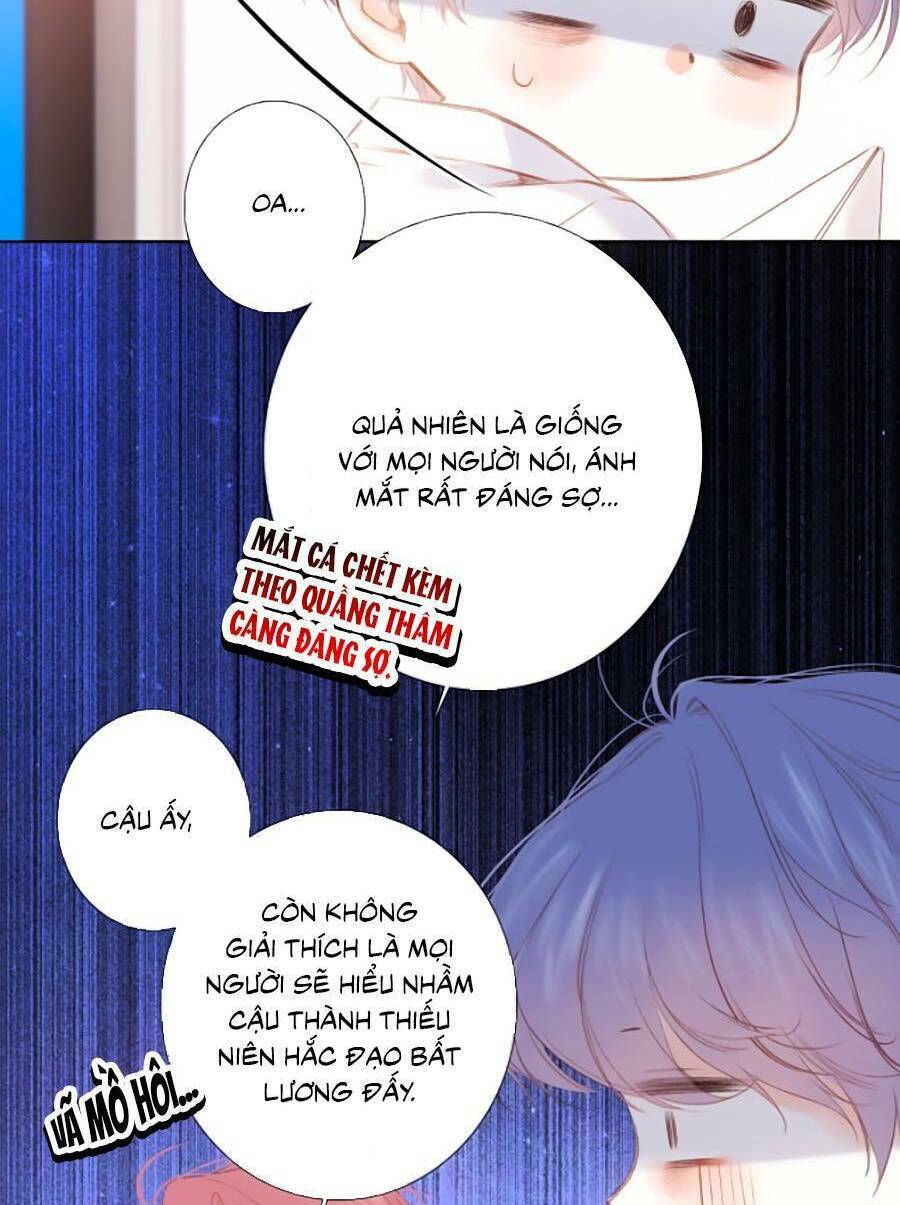 OA...
QUẢ NHIÊN LÀ GIỐNG
VỚI MỌI NGƯỜI NÓI, ÁNH
MẮT RẤT ĐÁNG SỢ...
MẮT CÁ CHẾT KÈM
THEO QUẦNG THÂM
CÀNG ĐÁNG SỢ.
CẬU ẤY,
CÒN KHÔNG
GIẢI THÍCH LÀ MỌI
NGƯỜI SẼ HIỂU NHẦM
CẬU THÀNH THIẾU
NIÊN HẮC ĐẠO BẤT
LƯƠNG ĐẤY.
VÃ MỒ HÔI...